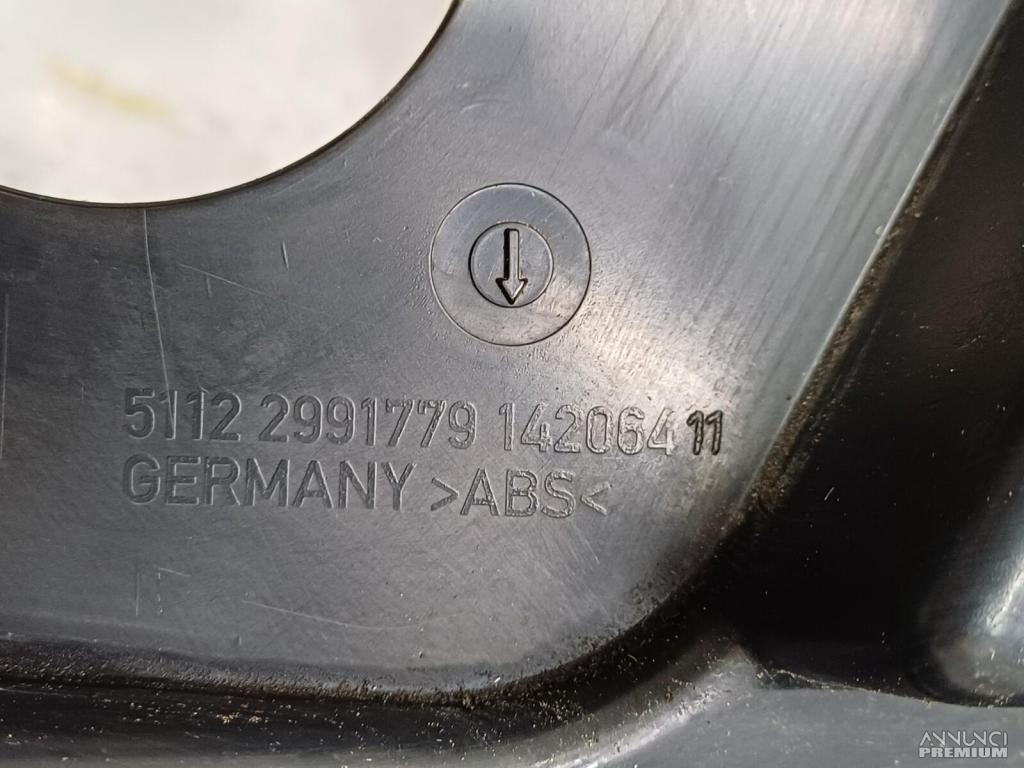 5112 2991779 14206411
GERMANY >ABS<
ANNUNCI
PREMIUM